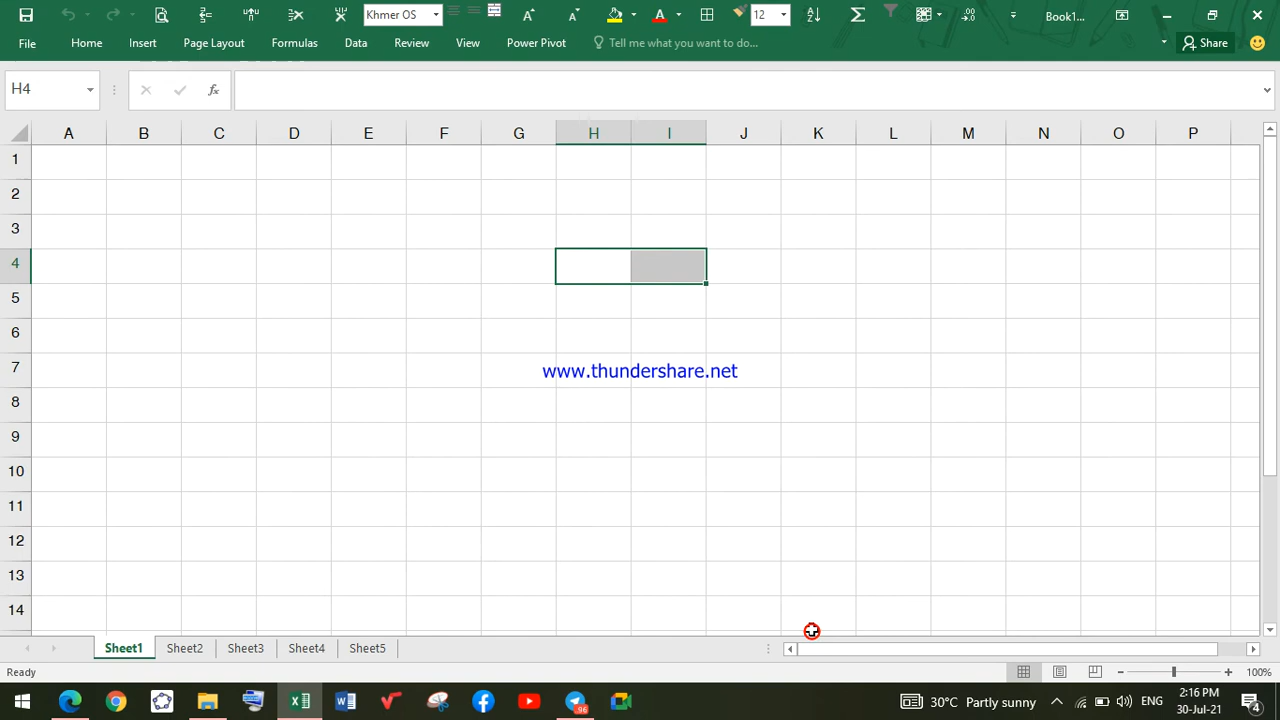 Khmer OS
12
Book1...
File
Home
Insert
Page Layout
Formulas
Data
Review
View
Power Pivot
Tell me what you want to do...
Share
H4
fx
A B C D E F G H I J K L M N O P
1
2
3
4
5
6
7
www.thundershare.net
8
9
10
11
12
13
14
Sheet1 Sheet2 Sheet3 Sheet4 Sheet5
Ready
100%
96
30°C Partly sunny
ENG
2:16 PM
30-Jul-21
4